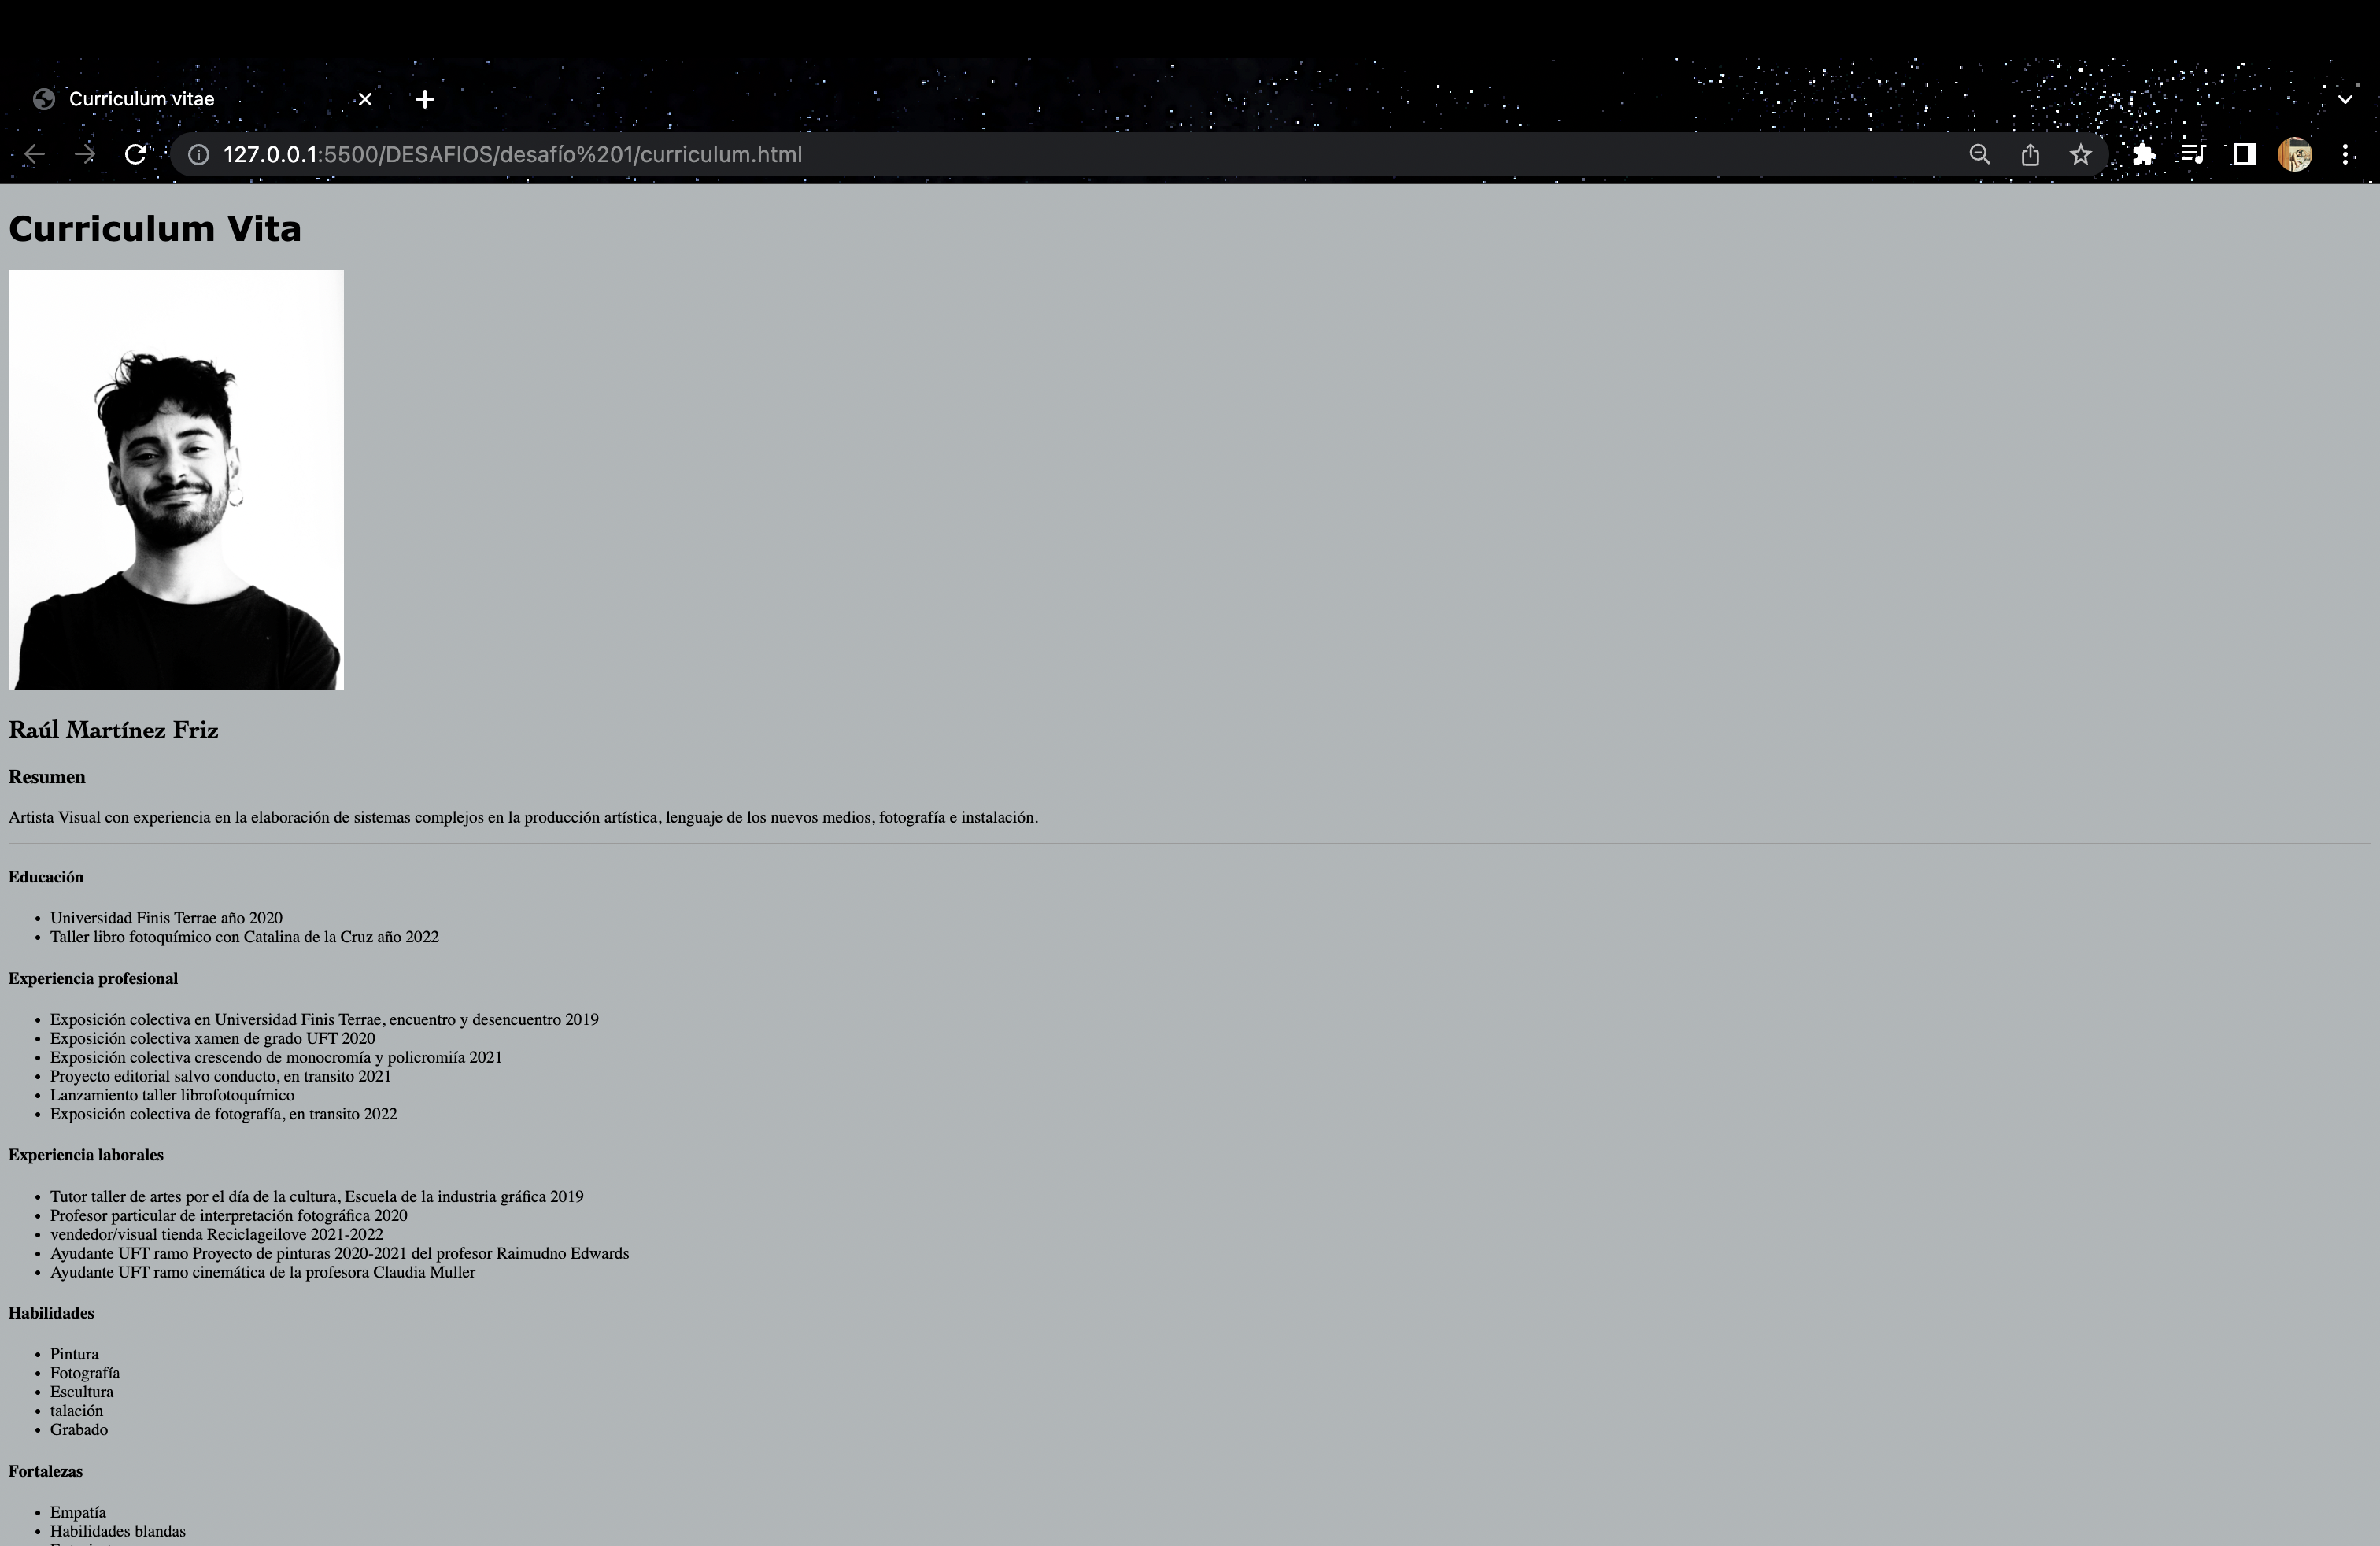 Curriculum vitae
127.0.0.1:5500/DESAFIOS/desafío%201/curriculum.html
Curriculum Vita
Raúl Martínez Friz
Resumen
Artista Visual con experiencia en la elaboración de sistemas complejos en la producción artística, lenguaje de los nuevos medios, fotografía e instalación.
Educación
Universidad Finis Terrae año 2020
Taller libro fotoquímico con Catalina de la Cruz año 2022
Experiencia profesional
Exposición colectiva en Universidad Finis Terrae, encuentro y desencuentro 2019
Exposición colectiva xamen de grado UFT 2020
Exposición colectiva crescendo de monocromía y policromiía 2021
Proyecto editorial salvo conducto, en transito 2021
Lanzamiento taller librofotoquímico
Exposición colectiva de fotografía, en transito 2022
Experiencia laborales
Tutor taller de artes por el día de la cultura, Escuela de la industria gráfica 2019
Profesor particular de interpretación fotográfica 2020
vendedor/visual tienda Reciclageilove 2021-2022
Ayudante UFT ramo Proyecto de pinturas 2020-2021 del profesor Raimudno Edwards
Ayudante UFT ramo cinemática de la profesora Claudia Muller
Habilidades
Pintura
Fotografía
Escultura
talación
Grabado
Fortalezas
Empatía
Habilidades blandas